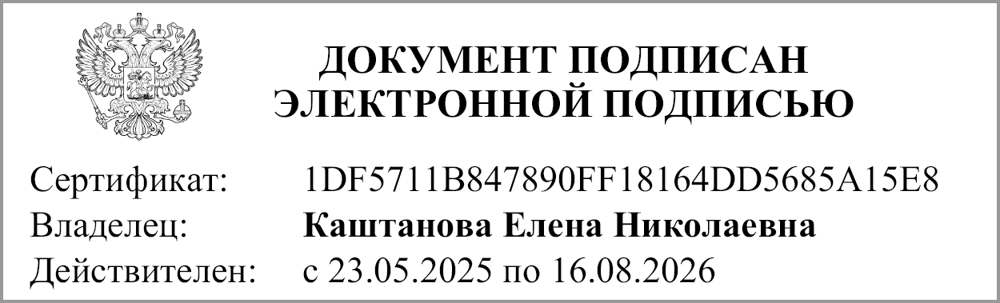 ДОКУМЕНТ ПОДПИСАН
ЭЛЕКТРОННОЙ ПОДПИСЬЮ
Сертификат: 1DF5711B847890FF18164DD5685A15E8
Владелец: Каштанова Елена Николаевна
Действителен: с 23.05.2025 по 16.08.2026